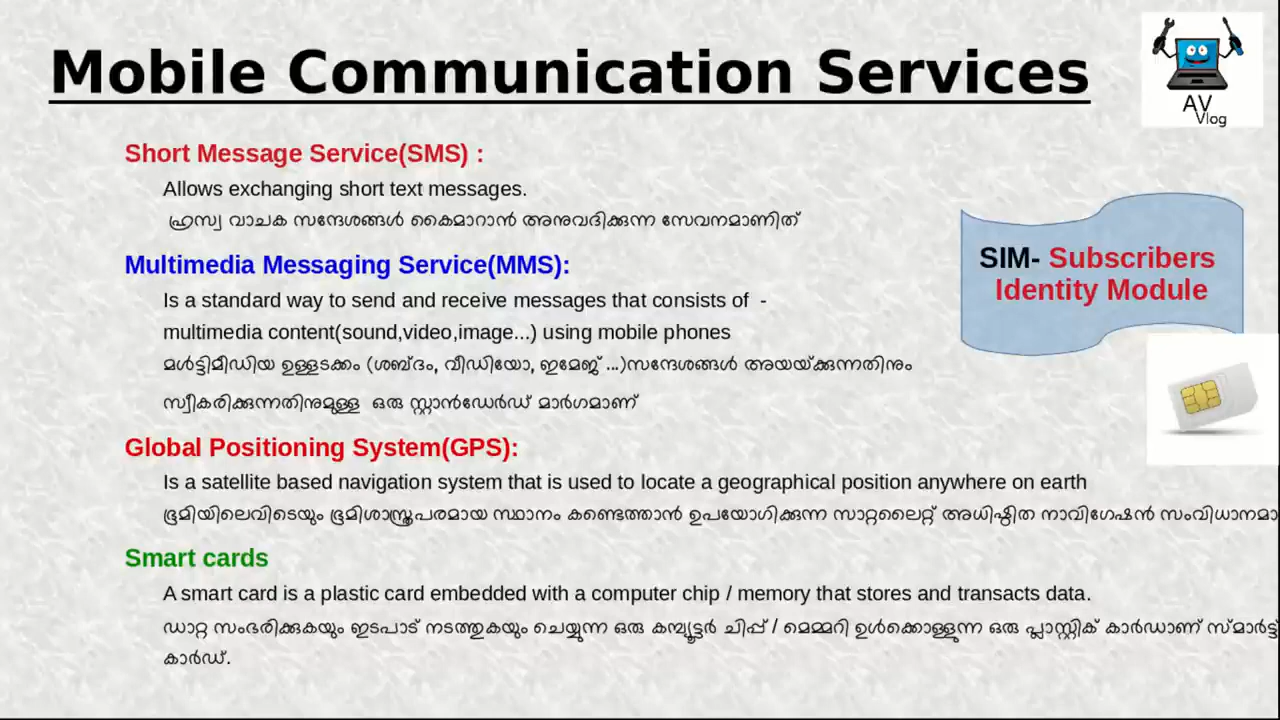 Mobile Communication Services
AV
Vlog
Short Message Service(SMS) :
Allows exchanging short text messages.
ഹ്രസ്വ വാചക സന്ദേശങ്ങൾ കൈമാറാൻ അനുവദിക്കുന്ന സേവനമാണിത്
Multimedia Messaging Service(MMS):
Is a standard way to send and receive messages that consists of -
multimedia content(sound,video,image...) using mobile phones
മൾട്ടിമീഡിയ ഉള്ളടക്കം (ശബ്ദം, വീഡിയോ, ഇമേജ് ...)സന്ദേശങ്ങൾ അയയ്ക്കുന്നതിനും
സ്വീകരിക്കുന്നതിനുമുള്ള ഒരു സ്റ്റാൻഡേർഡ് മാർഗമാണ്
SIM- Subscribers
Identity Module
Global Positioning System(GPS):
Is a satellite based navigation system that is used to locate a geographical position anywhere on earth
ഭൂമിയിലെവിടെയും ഭൂമിശാസ്ത്രപരമായ സ്ഥാനം കണ്ടെത്താൻ ഉപയോഗിക്കുന്ന സാറ്റലൈറ്റ് അധിഷ്ഠിത നാവിഗേഷൻ
Smart cards
A smart card is a plastic card embedded with a computer chip / memory that stores and transacts data.
ഡാറ്റ സംഭരിക്കുകയും ഇടപാട് നടത്തുകയും ചെയ്യുന്ന ഒരു കമ്പ്യൂട്ടർ ചിപ്പ് / മെമ്മറി ഉൾക്കൊള്ളുന്ന ഒരു പ്ലാസ്റ്റിക് കാർഡാണ് സ്മാർട്ട്
കാർഡ്.